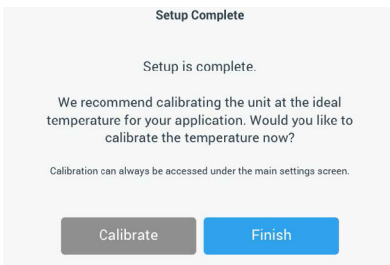 Setup Complete
Setup is complete.
We recommend calibrating the unit at the ideal
temperature for your application. Would you like to
calibrate the temperature now?
Calibration can always be accessed under the main settings screen.
Calibrate
Finish